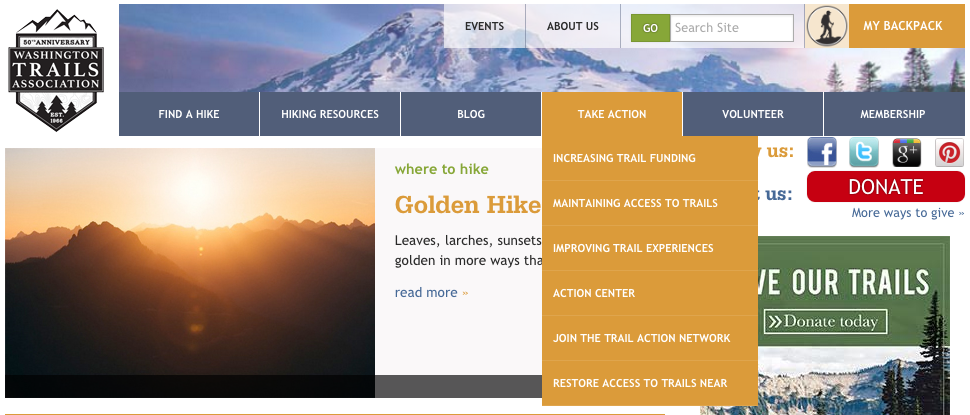 50TH ANNIVERSARY
WASHINGTON
TRAILS
ASSOCIATION
EST.
1966
EVENTS
ABOUT US
GO
Search Site
MY BACKPACK
FIND A HIKE
HIKING RESOURCES
BLOG
TAKE ACTION
VOLUNTEER
MEMBERSHIP
INCREASING TRAIL FUNDING
MAINTAINING ACCESS TO TRAILS
IMPROVING TRAIL EXPERIENCES
ACTION CENTER
JOIN THE TRAIL ACTION NETWORK
RESTORE ACCESS TO TRAILS NEAR
where to hike
Golden Hike
Leaves, larches, sunsets
golden in more ways tha
read more »
us:
f
t
g+
us:
DONATE
More ways to give »
VE OUR TRAILS
»Donate today